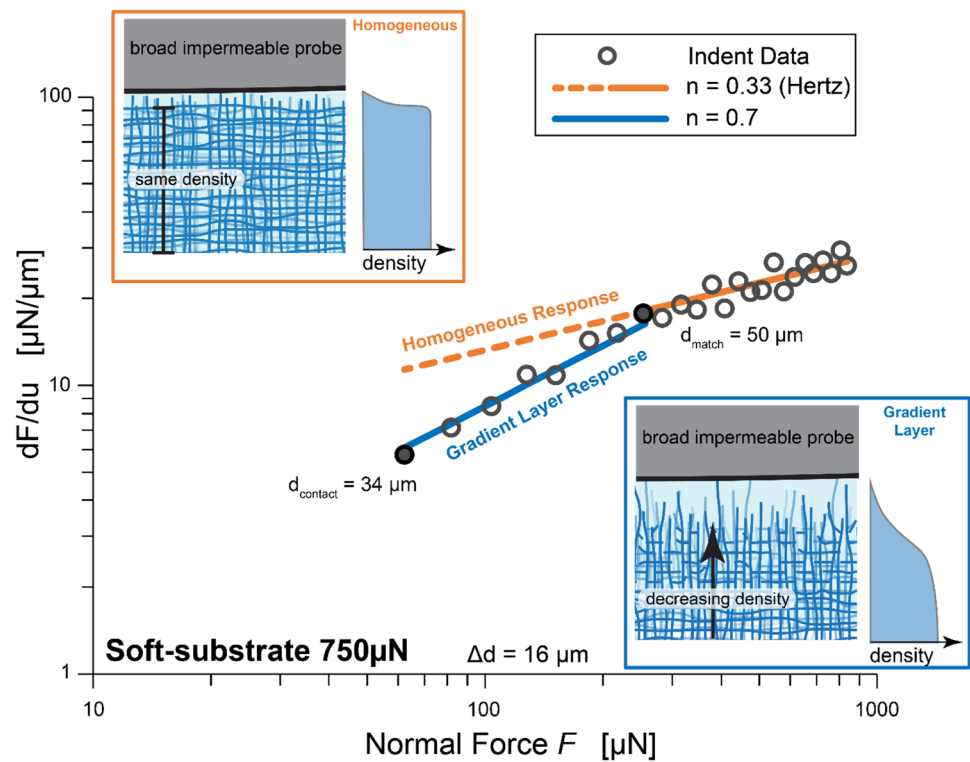 Homogeneous
broad impermeable probe
same density
density
Indent Data
n = 0.33 (Hertz)
n = 0.7
100
10
1
dF/du [µN/µm]
Homogeneous Response
Gradient Layer Response
d_match = 50 µm
d_contact = 34 µm
Gradient
Layer
broad impermeable probe
decreasing density
density
Soft-substrate 750µN
Δd = 16 µm
10
100
1000
Normal Force F [µN]